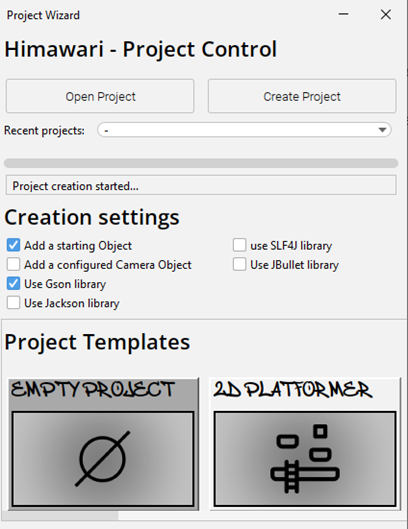 Project Wizard
Himawari - Project Control
Open Project
Create Project
Recent projects:
-
Project creation started...
Creation settings
Add a starting Object
use SLF4J library
Add a configured Camera Object
Use JBullet library
Use Gson library
Use Jackson library
Project Templates
EMPTY PROJECT
2D PLATFORMER